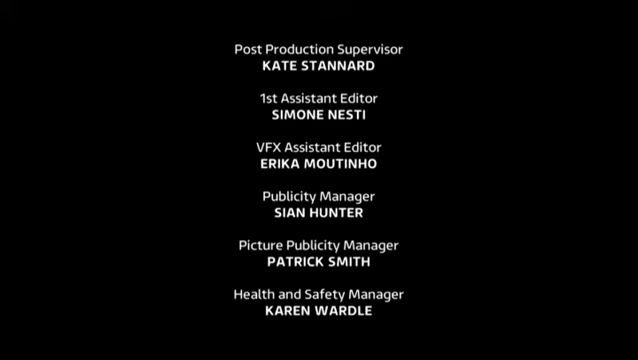 Post Production Supervisor
KATE STANNARD
1st Assistant Editor
SIMONE NESTI
VFX Assistant Editor
ERIKA MOUTINHO
Publicity Manager
SIAN HUNTER
Picture Publicity Manager
PATRICK SMITH
Health and Safety Manager
KAREN WARDLE